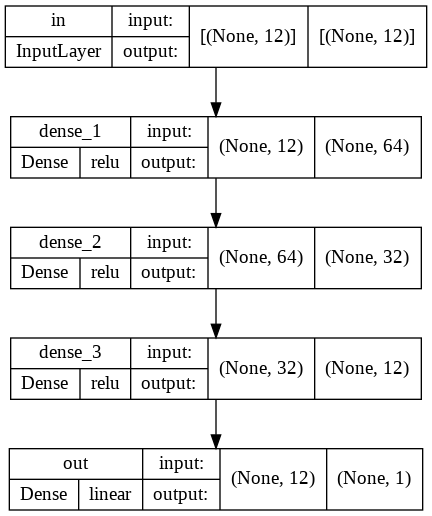 in input: [(None, 12)] [(None, 12)]
InputLayer output:
dense_1 input: (None, 12) (None, 64)
Dense relu output:
dense_2 input: (None, 64) (None, 32)
Dense relu output:
dense_3 input: (None, 32) (None, 12)
Dense relu output:
out input: (None, 12) (None, 1)
Dense linear output: